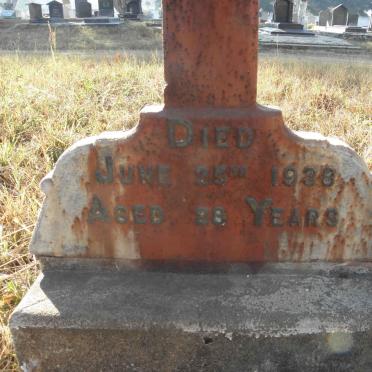 DIED
JUNE 25TH 1938
AGED 28 YEARS